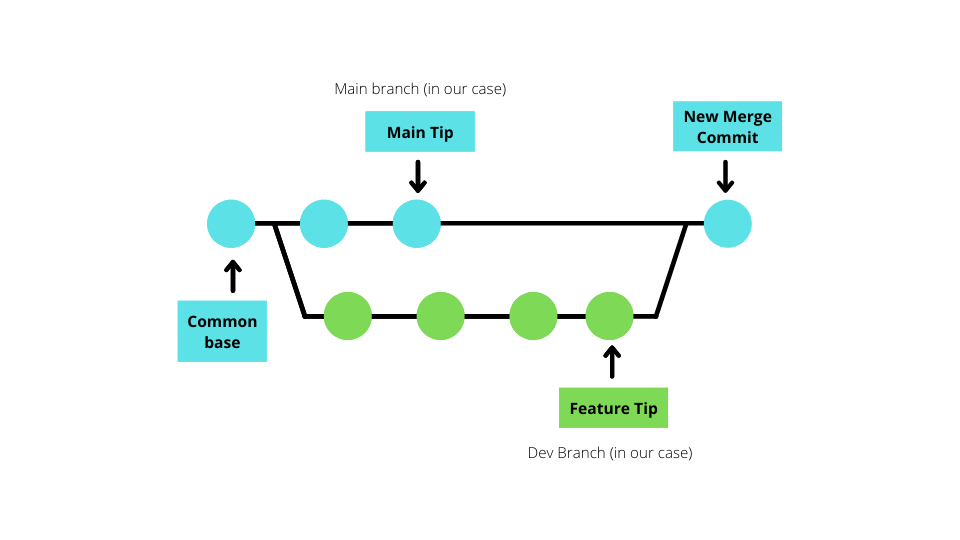 Main branch (in our case)
Main Tip
New Merge
Commit
Common
base
Feature Tip
Dev Branch (in our case)